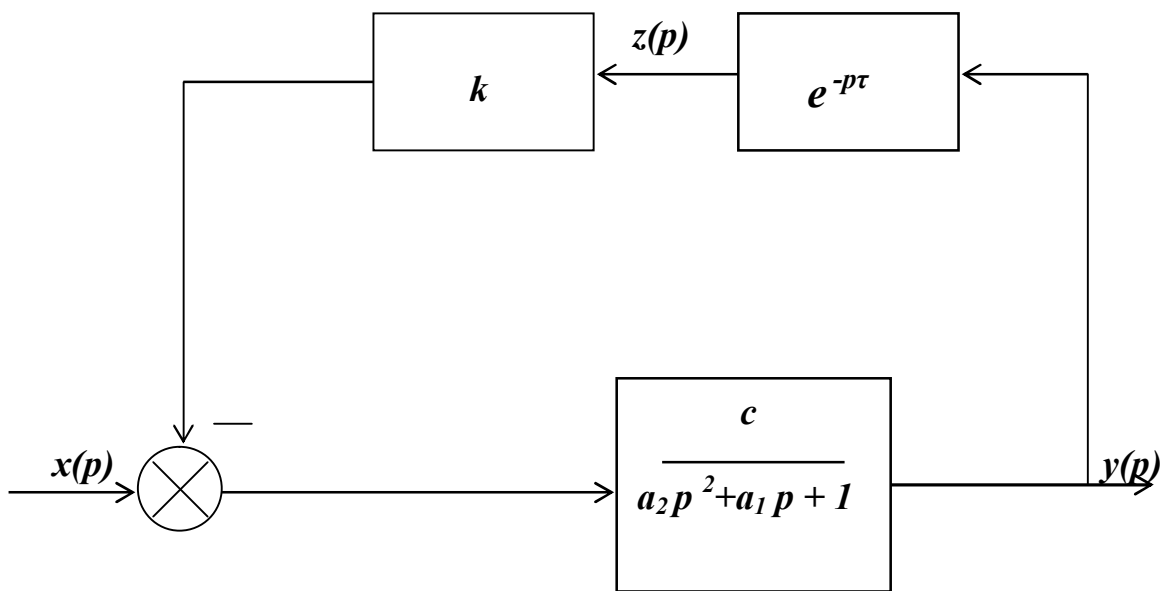 z(p)
k
e^{-pτ}
—
x(p)
c
a₂p²+a₁p + 1
y(p)